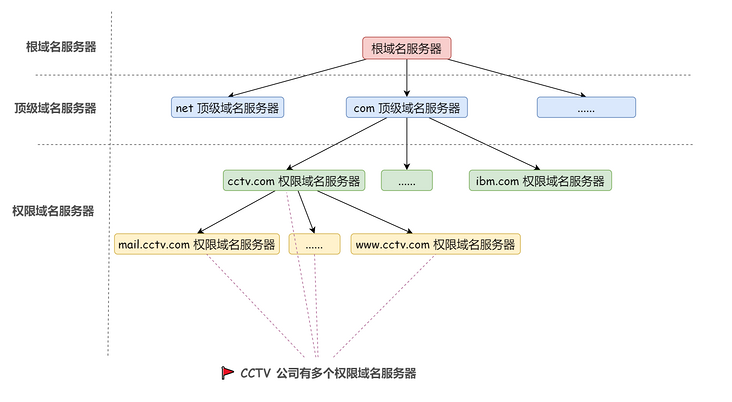 根域名服务器
根域名服务器
顶级域名服务器
net 顶级域名服务器
com 顶级域名服务器
......
cctv.com 权限域名服务器
......
ibm.com 权限域名服务器
权限域名服务器
mail.cctv.com 权限域名服务器
......
www.cctv.com 权限域名服务器
CCTV 公司有多个权限域名服务器